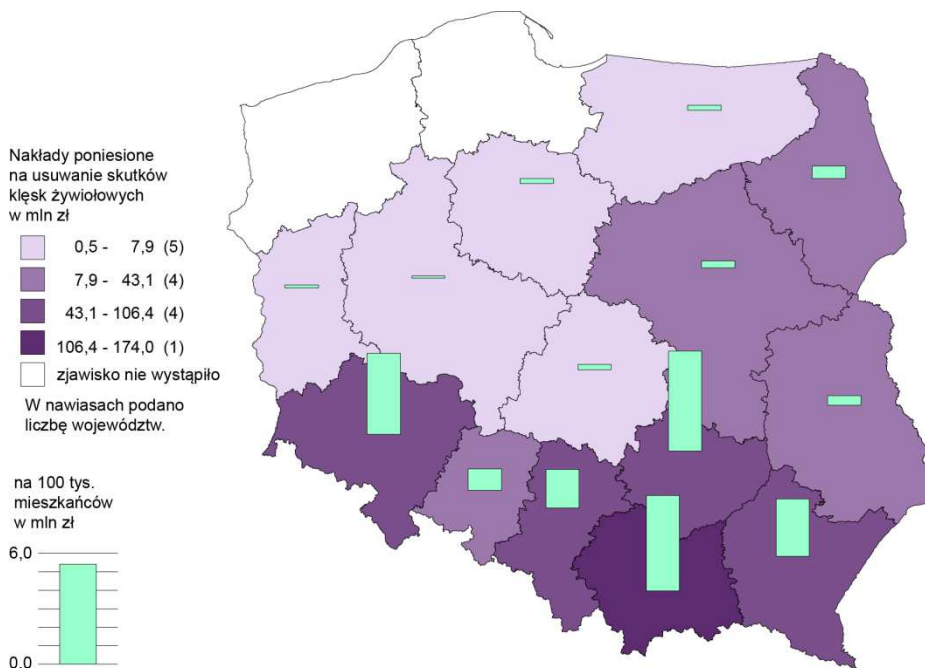 Nakłady poniesione
na usuwanie skutków
klęsk żywiołowych
w mln zł
0,5 - 7,9 (5)
7,9 - 43,1 (4)
43,1 - 106,4 (4)
106,4 - 174,0 (1)
zjawisko nie wystąpiło
W nawiasach podano
liczbę województw.
na 100 tys.
mieszkańców
w mln zł
6,0
0,0